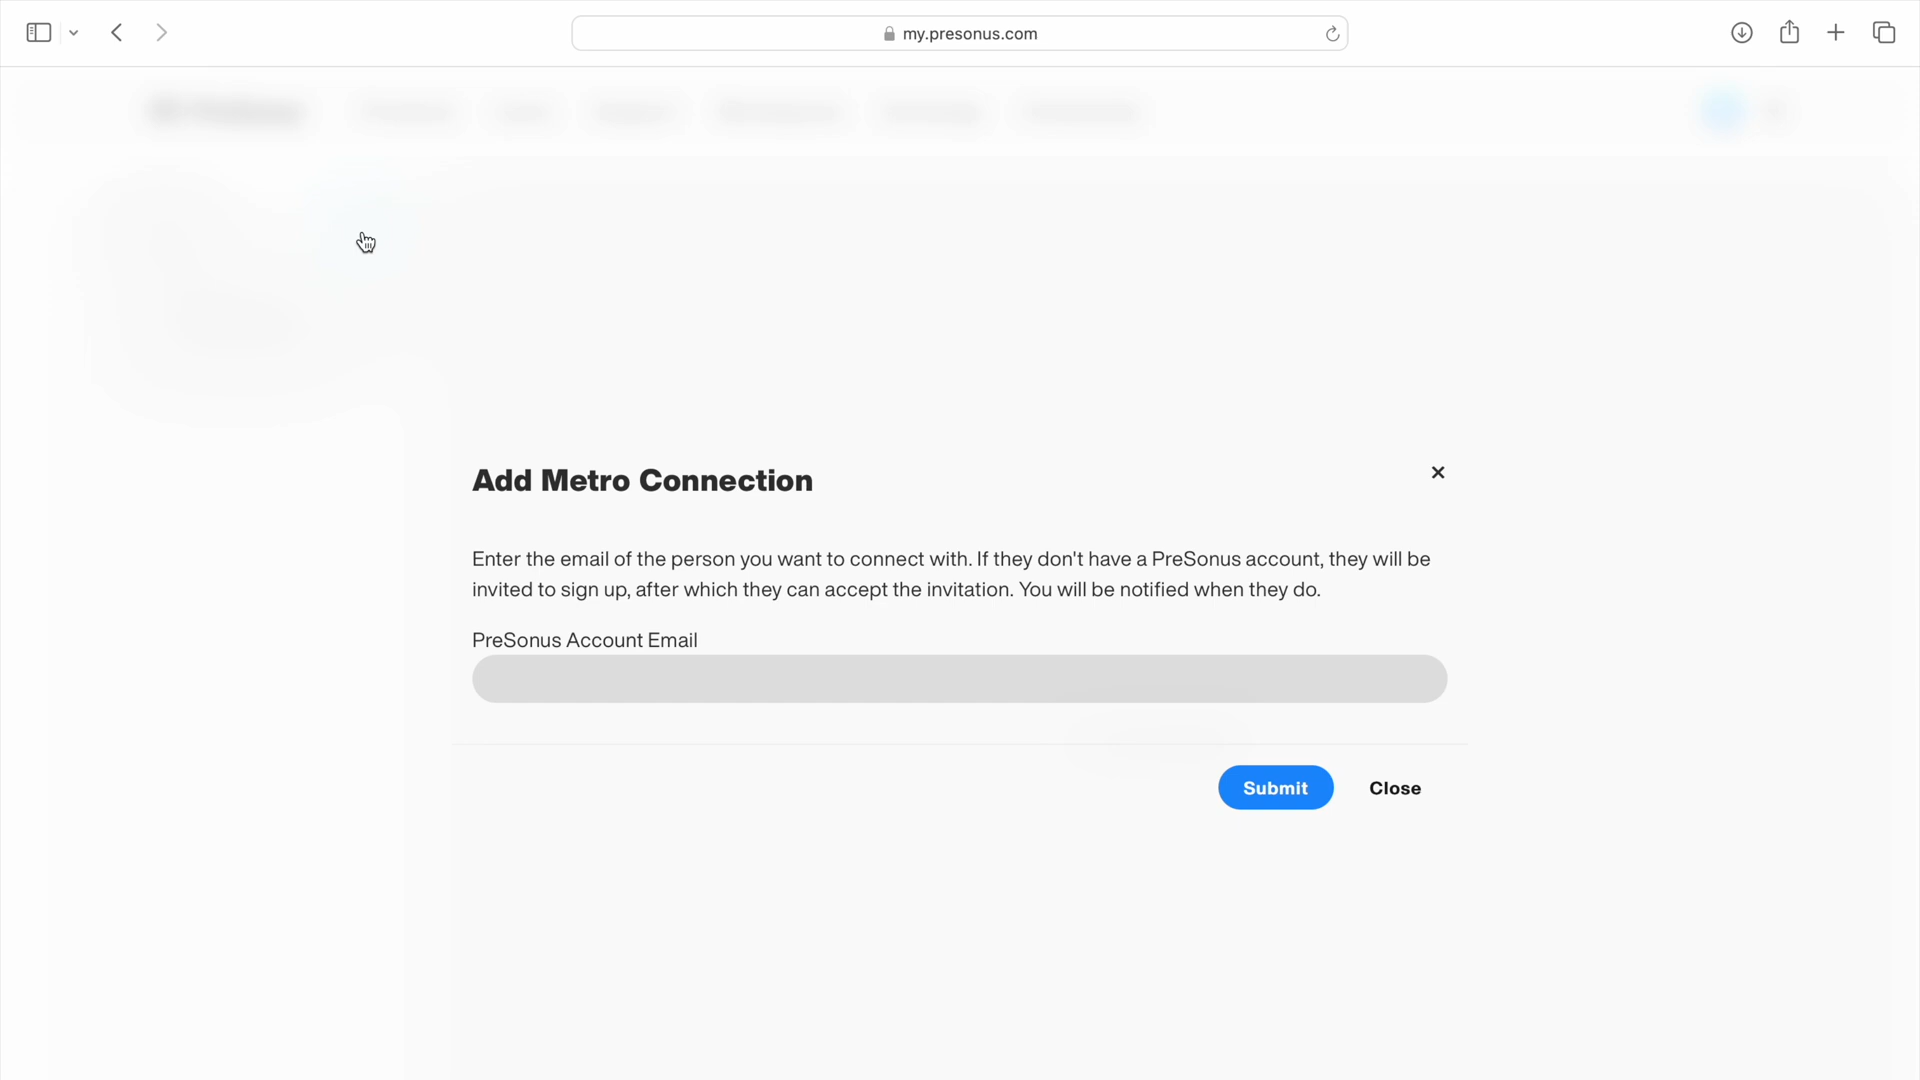 my.presonus.com
Add Metro Connection
Enter the email of the person you want to connect with. If they don't have a PreSonus account, they will be
invited to sign up, after which they can accept the invitation. You will be notified when they do.
PreSonus Account Email
Submit
Close